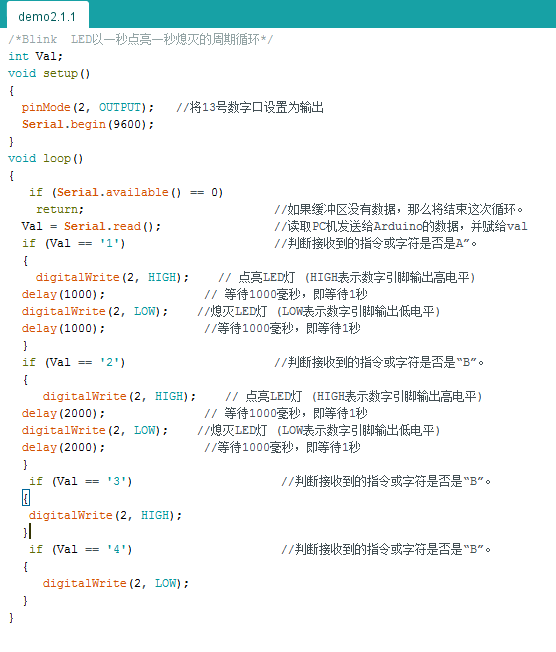 demo2.1.1
/*Blink  LED以一秒点亮一秒熄灭的周期循环*/
int Val;
void setup()
{
pinMode(2, OUTPUT);   //将13号数字口设置为输出
Serial.begin(9600);
}
void loop()
{
if (Serial.available() == 0)
return;   //如果缓冲区没有数据，那么将结束这次循环。
Val = Serial.read();   //读取PC机发送给Arduino的数据，并赋给val
if (Val == '1')   //判断接收到的指令或字符是否是A”。
{
digitalWrite(2, HIGH);   // 点亮LED灯 (HIGH表示数字引脚输出高电平)
delay(1000);   // 等待1000毫秒，即等待1秒
digitalWrite(2, LOW);   //熄灭LED灯 (LOW表示数字引脚输出低电平)
delay(1000);   //等待1000毫秒，即等待1秒
}
if (Val == '2')   //判断接收到的指令或字符是否是“B”。
{
digitalWrite(2, HIGH);   // 点亮LED灯 (HIGH表示数字引脚输出高电平)
delay(2000);   // 等待1000毫秒，即等待1秒
digitalWrite(2, LOW);   //熄灭LED灯 (LOW表示数字引脚输出低电平)
delay(2000);   //等待1000毫秒，即等待1秒
}
if (Val == '3')   //判断接收到的指令或字符是否是“B”。
{
digitalWrite(2, HIGH);
}
if (Val == '4')   //判断接收到的指令或字符是否是“B”。
{
digitalWrite(2, LOW);
}
}